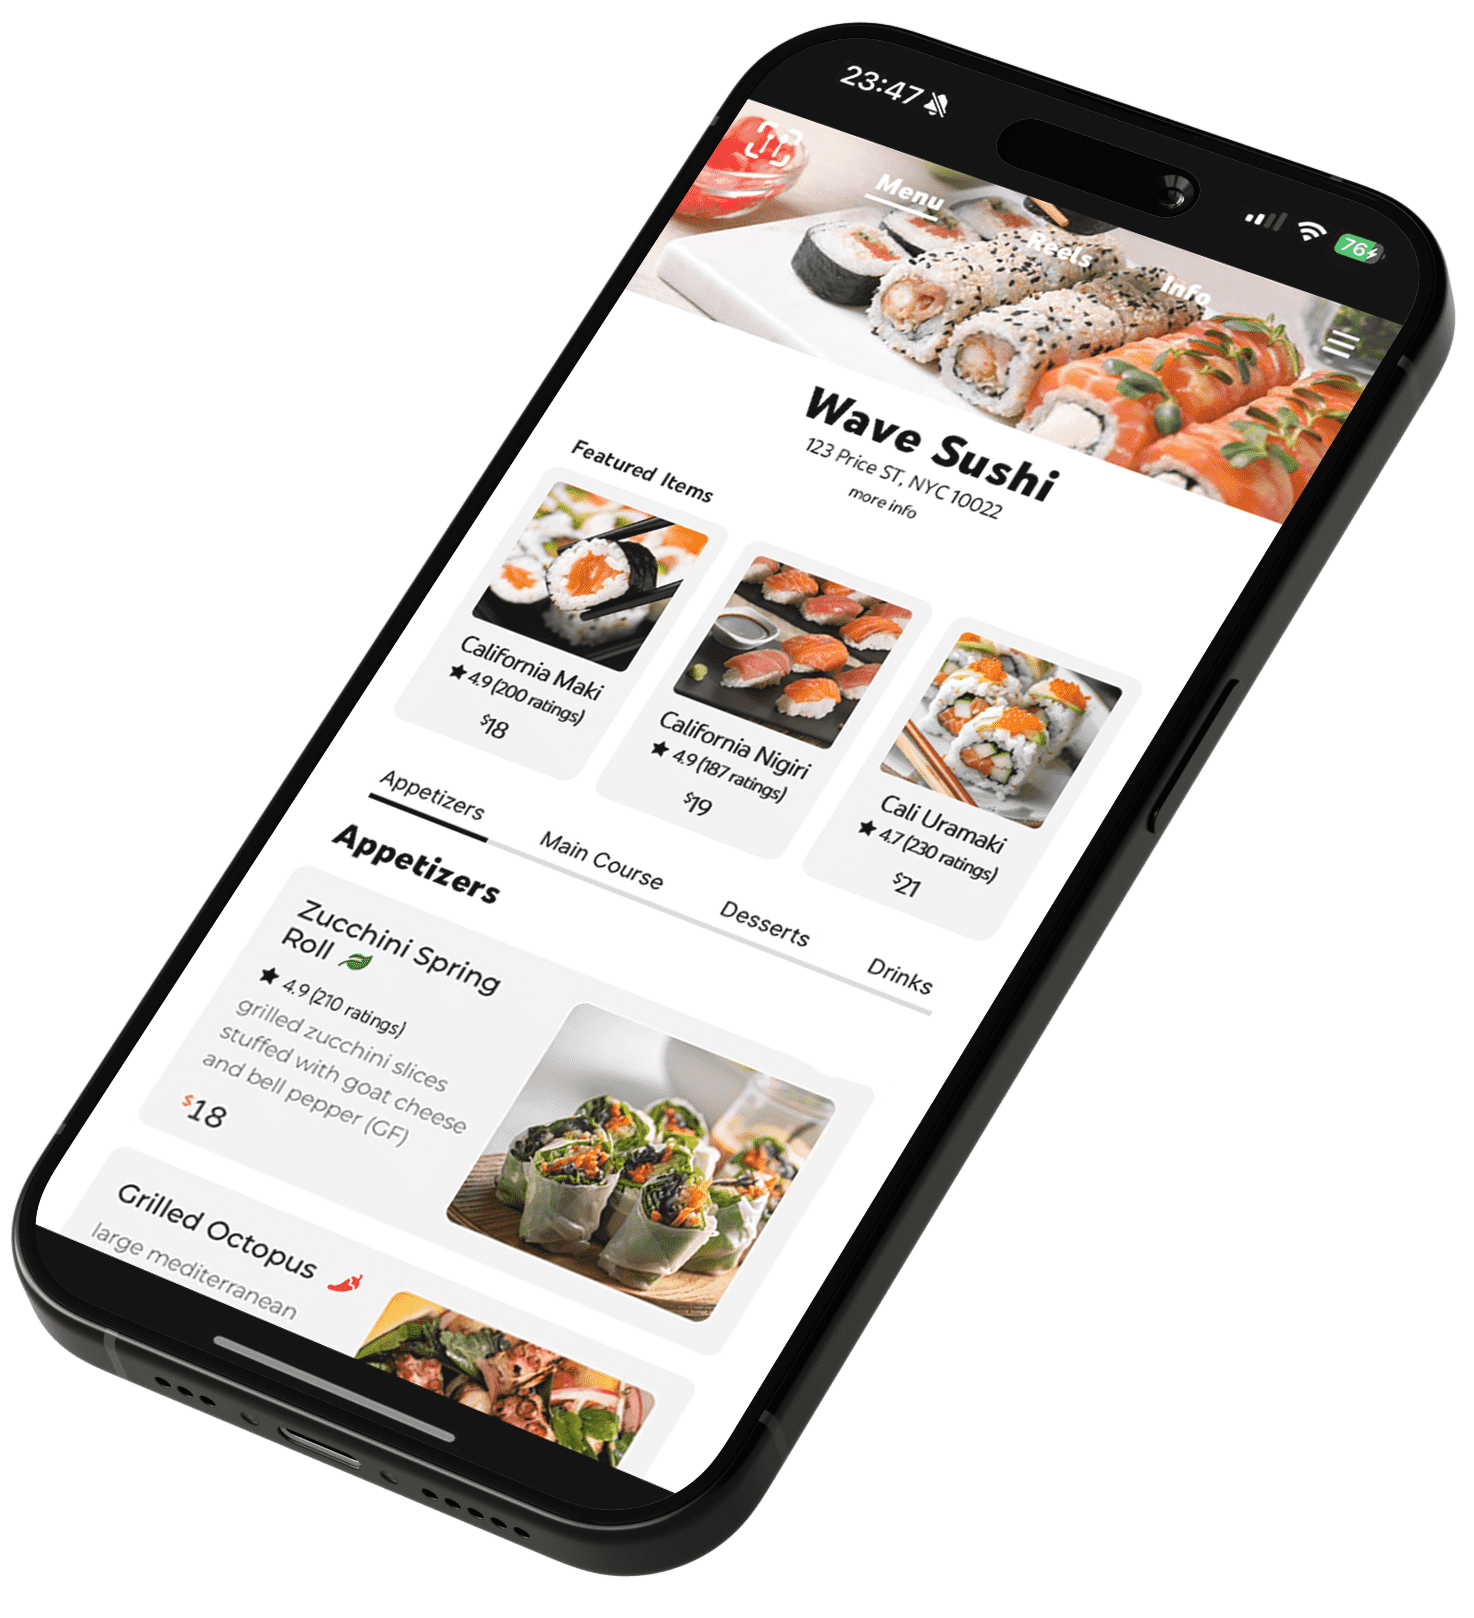 23:47
76
Menu
Reels
Info
Wave Sushi
123 Price ST, NYC 10022
more info
Featured Items
California Maki
★ 4.9 (200 ratings)
$18
California Nigiri
★ 4.9 (187 ratings)
$19
Cali Uramaki
★ 4.7 (230 ratings)
$21
Appetizers
Main Course
Desserts
Drinks
Appetizers
Zucchini Spring
Roll
★ 4.9 (210 ratings)
grilled zucchini slices
stuffed with goat cheese
and bell pepper (GF)
$18
Grilled Octopus
large mediterranean